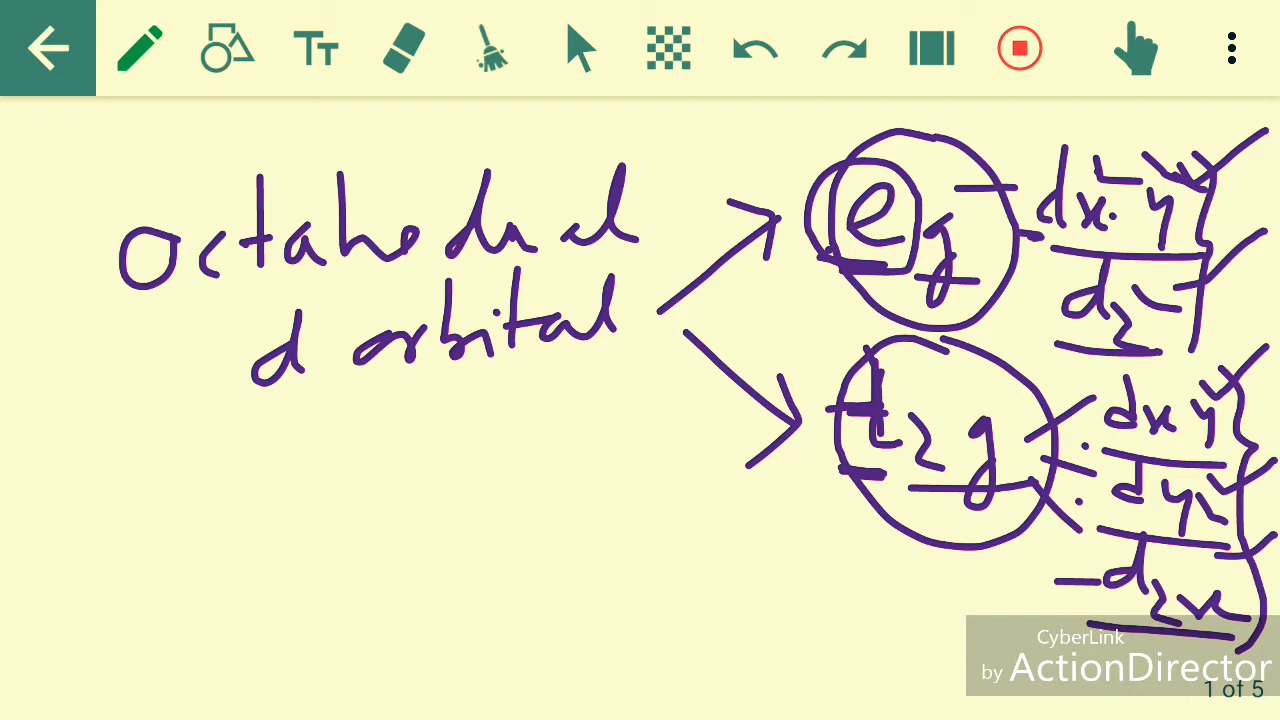 Octahedral
d orbital
eg
dx²-y²
dz²
t2g
dxy
dyz
dzx
CyberLink
by ActionDirector
1 of 5